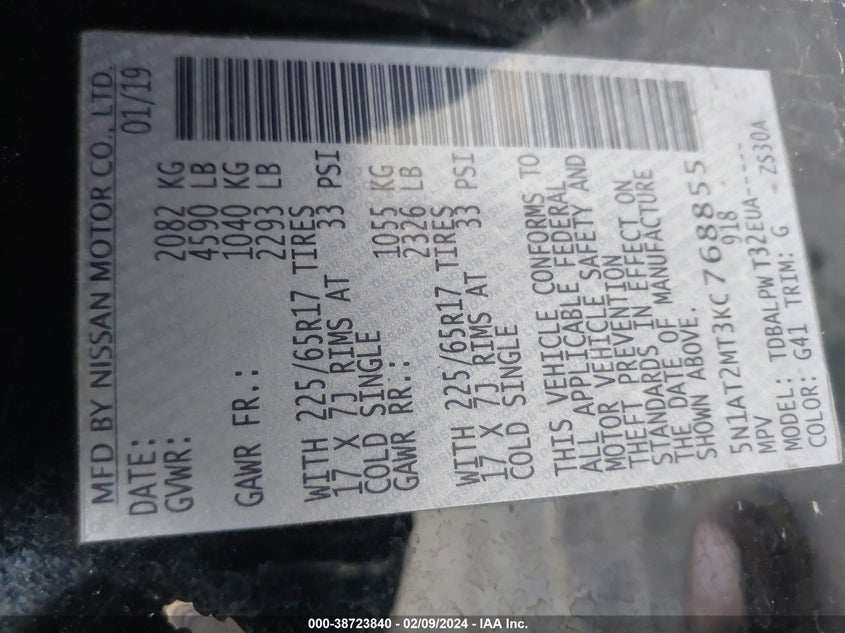 MFD BY NISSAN MOTOR CO., LTD.
DATE: 01/19
GVWR: 2082 KG
4590 LB
GAWR FR.: 1040 KG
2293 LB
WITH 225/65R17 TIRES
17 X 7J RIMS AT 33 PSI
COLD SINGLE
GAWR RR.: 1055 KG
2326 LB
WITH 225/65R17 TIRES
17 X 7J RIMS AT 33 PSI
COLD SINGLE
THIS VEHICLE CONFORMS TO
ALL APPLICABLE FEDERAL
MOTOR VEHICLE SAFETY AND
THEFT PREVENTION
STANDARDS IN EFFECT ON
THE DATE OF MANUFACTURE
SHOWN ABOVE.
5N1AT2MT3KC768855
MPV 918
MODEL: TDBALPWT32EUA-----
COLOR: G41 TRIM: G ZS30A
000-38723840 - 02/09/2024 - IAA Inc.